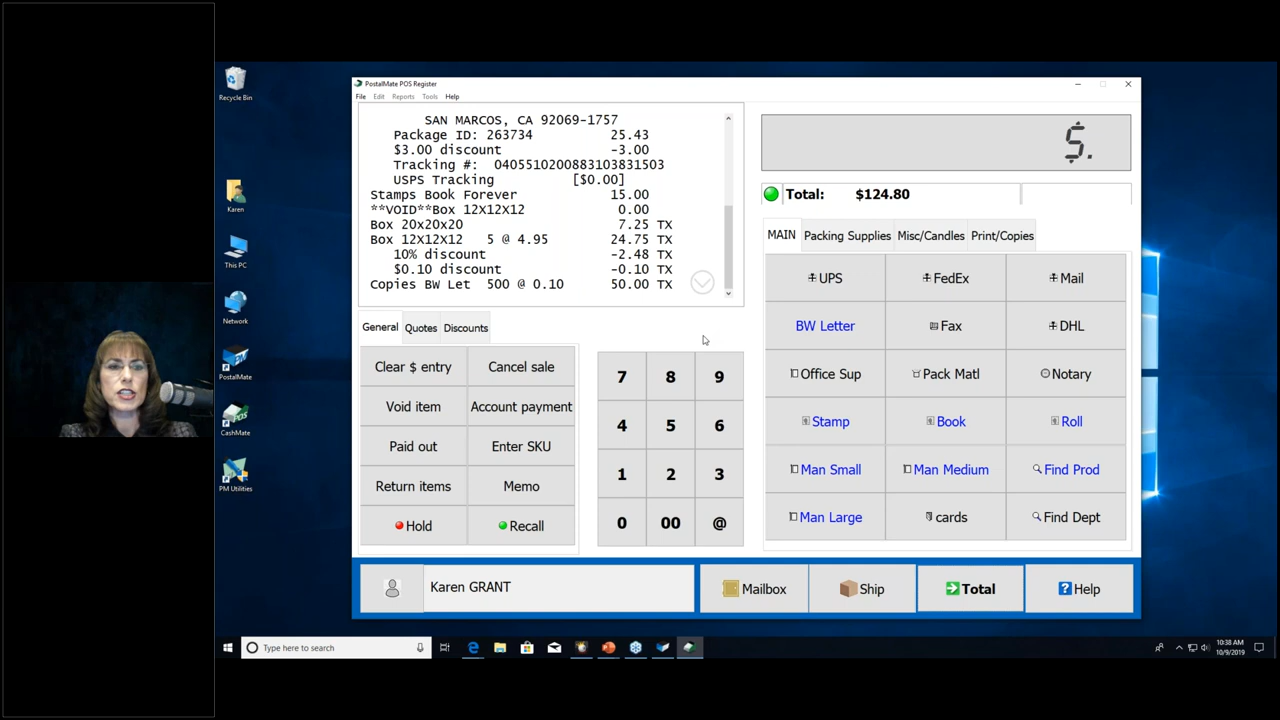 Recycle Bin
Karen
This PC
Network
PostalMate
CashMate
PM Utilities
PostalMate POS Register
File Edit Reports Tools Help
SAN MARCOS, CA 92069-1757
Package ID: 263734 25.43
$3.00 discount -3.00
Tracking #: 0405510200883103831503
USPS Tracking [$0.00]
Stamps Book Forever 15.00
**VOID**Box 12X12X12 0.00
Box 20x20x20 7.25 TX
Box 12X12X12 5 @ 4.95 24.75 TX
10% discount -2.48 TX
$0.10 discount -0.10 TX
Copies BW Let 500 @ 0.10 50.00 TX
$.
Total: $124.80
MAIN Packing Supplies Misc/Candles Print/Copies
UPS FedEx Mail
BW Letter Fax DHL
Office Sup Pack Matl Notary
Stamp Book Roll
Man Small Man Medium Find Prod
Man Large cards Find Dept
General Quotes Discounts
Clear $ entry Cancel sale
Void item Account payment
Paid out Enter SKU
Return items Memo
Hold Recall
7 8 9
4 5 6
1 2 3
0 00 @
Karen GRANT
Mailbox Ship Total Help
Type here to search
10:38 AM
10/9/2019